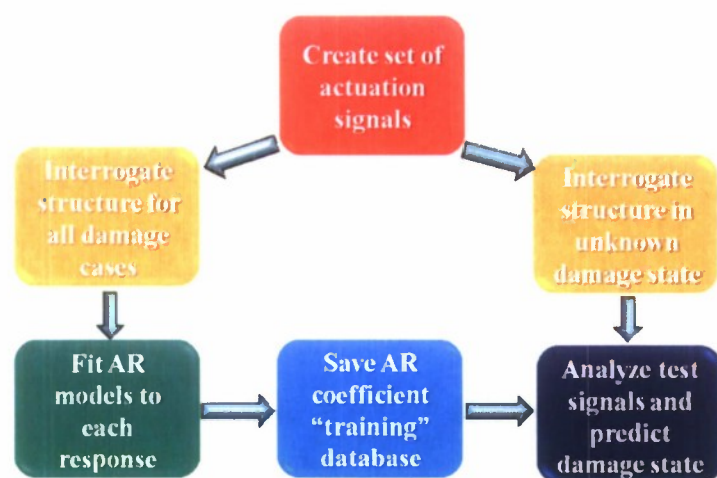 Create set of
actuation
signals
Interrogate
structure for
all damage
cases
Interrogate
structure in
unknown
damage state
Fit AR
models to
each
response
Save AR
coefficient
“training”
database
Analyze test
signals and
predict
damage state